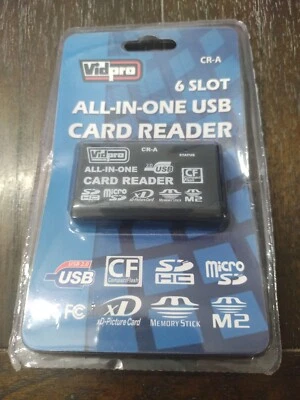 Vidpro
CR-A
6 SLOT
ALL-IN-ONE USB
CARD READER
Vidpro
CR-A
ALL-IN-ONE
USB
CF
CARD READER
SD HC
micro SD
xD
M2
USB 2.0
USB
CF
CompactFlash
SD HC
micro SD
FC
xD
xD-Picture Card
MEMORY STICK
M2